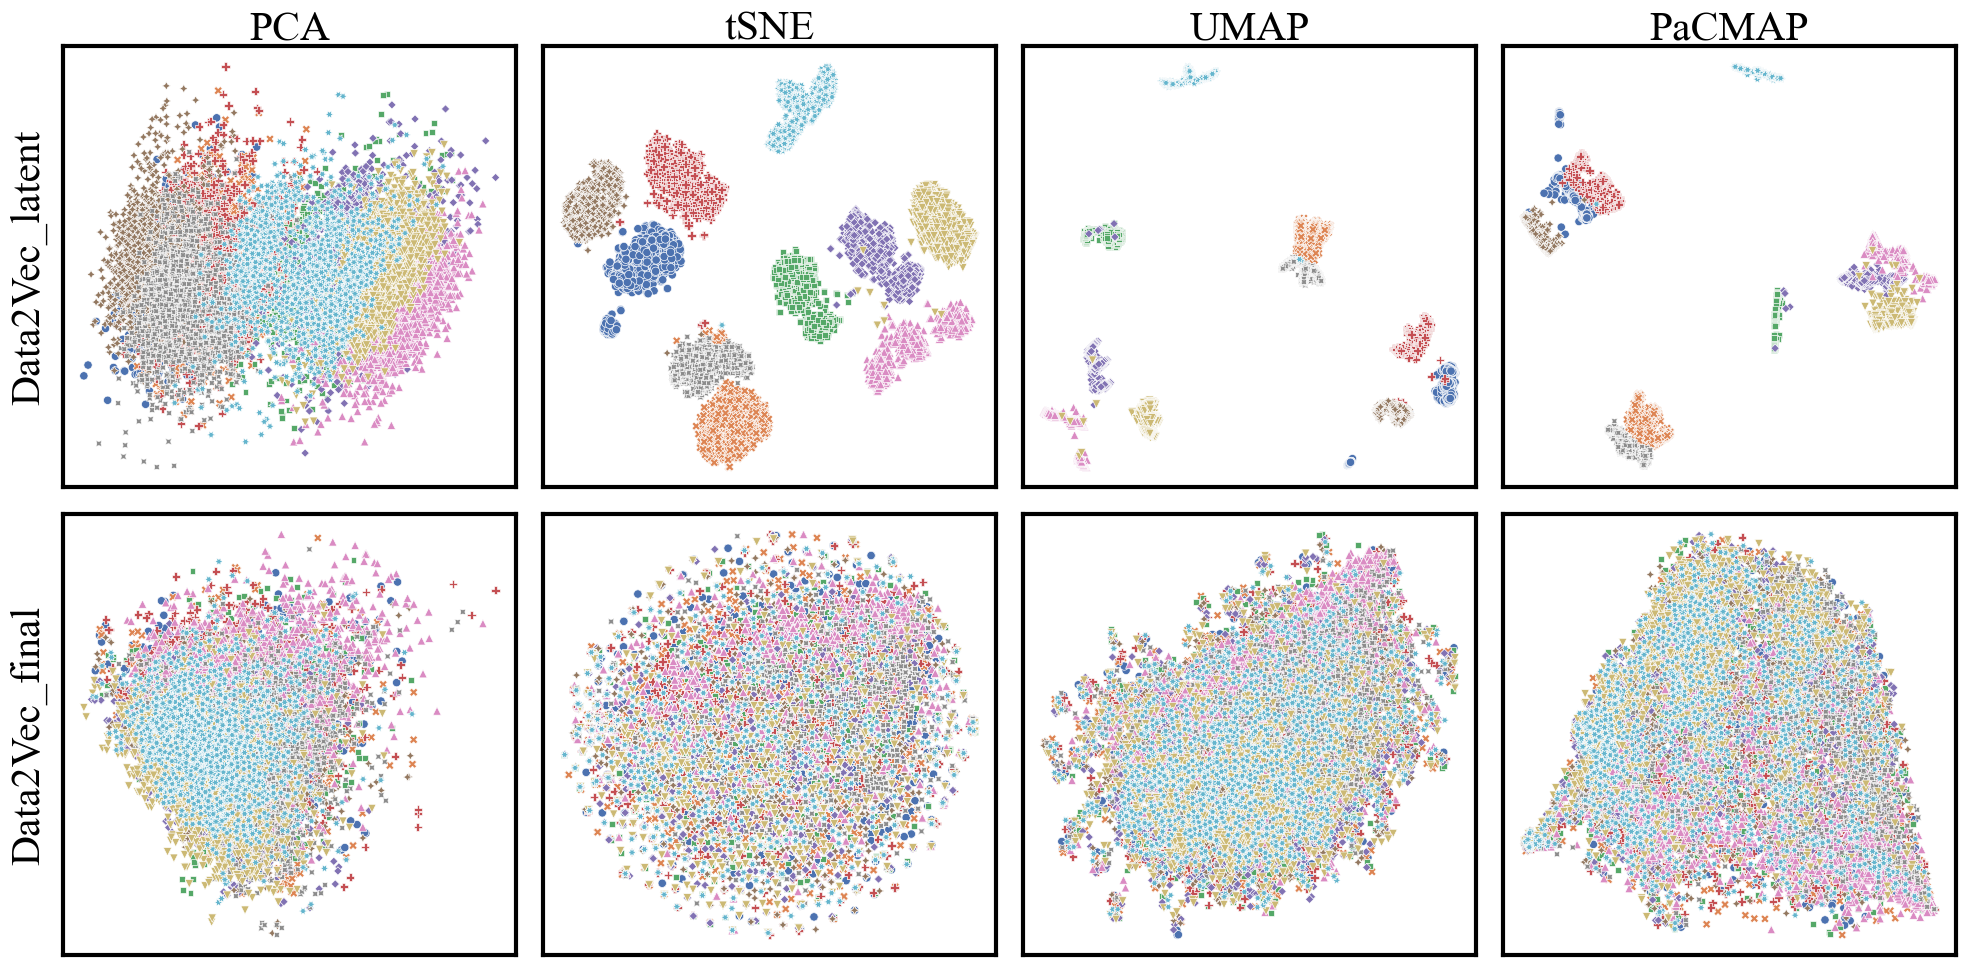 PCA
tSNE
UMAP
PaCMAP
Data2Vec_latent
Data2Vec_final